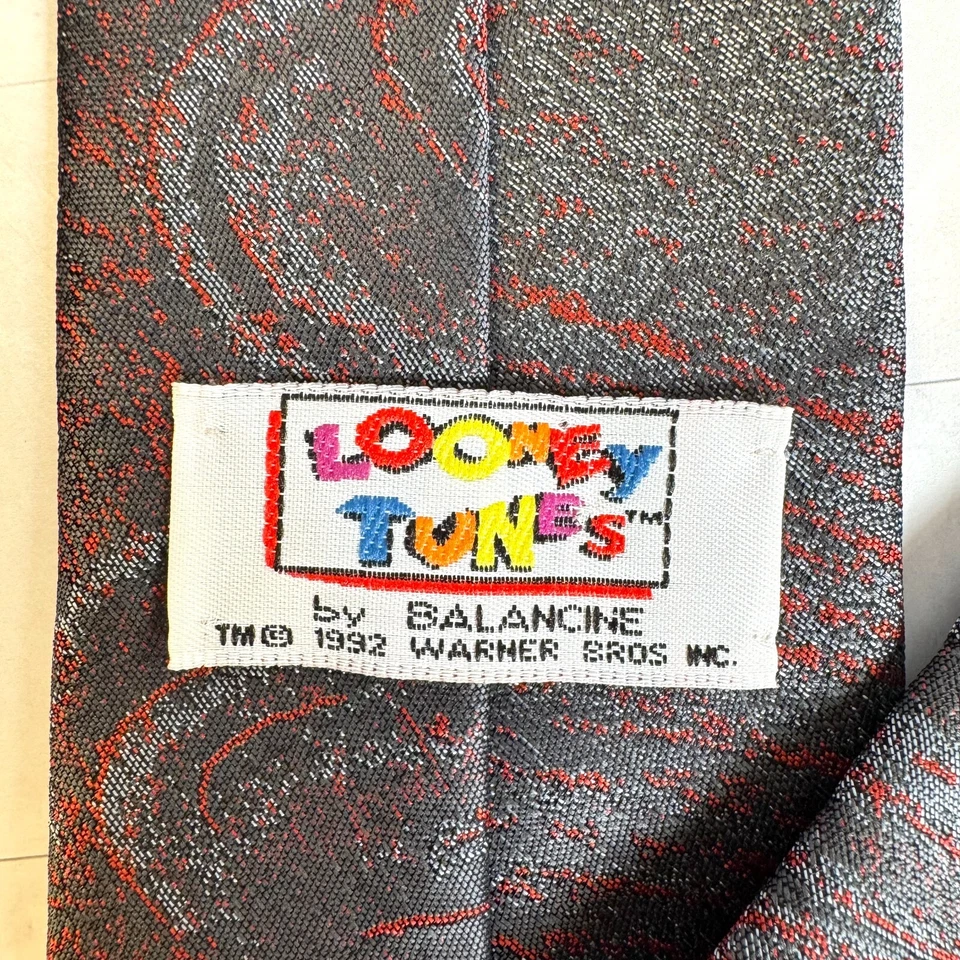 LOONEY
TUNES™
by BALANCINE
TM © 1992 WARNER BROS INC.